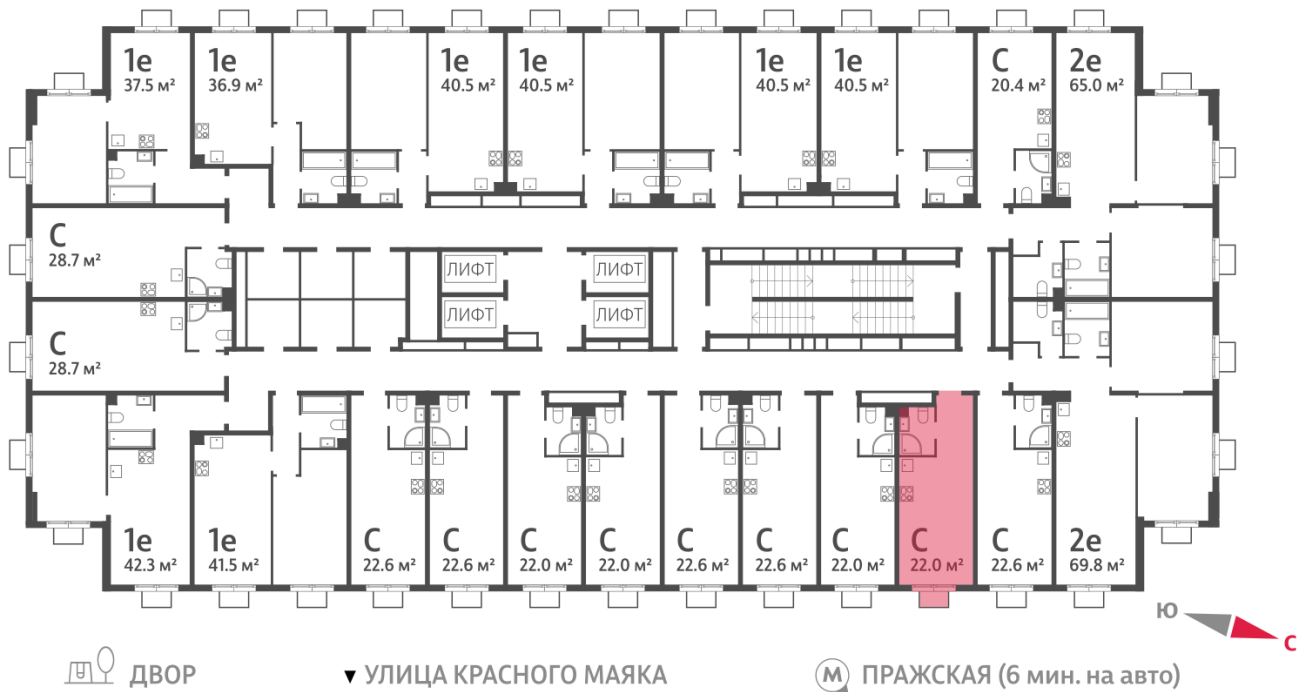 1е
37.5 м²
1е
36.9 м²
1е
40.5 м²
1е
40.5 м²
1е
40.5 м²
1е
40.5 м²
С
20.4 м²
2е
65.0 м²
С
28.7 м²
ЛИФТ
ЛИФТ
ЛИФТ
ЛИФТ
С
28.7 м²
1е
42.3 м²
1е
41.5 м²
С
22.6 м²
С
22.6 м²
С
22.0 м²
С
22.0 м²
С
22.6 м²
С
22.6 м²
С
22.0 м²
С
22.0 м²
С
22.6 м²
2е
69.8 м²
Ю
С
ДВОР
▼ УЛИЦА КРАСНОГО МАЯКА
М ПРАЖСКАЯ (6 мин. на авто)